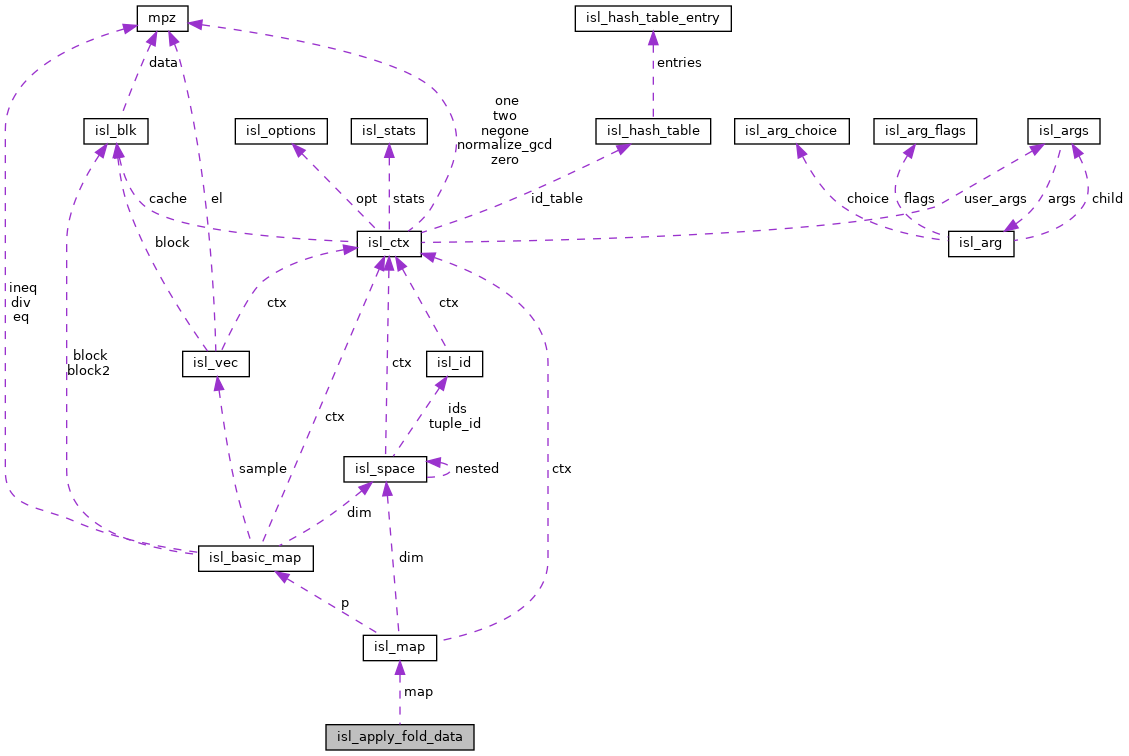 mpz
isl_hash_table_entry
data
entries
one
two
negone
normalize_gcd
zero
isl_blk
isl_options
isl_stats
isl_hash_table
isl_arg_choice
isl_arg_flags
isl_args
cache
el
opt
stats
id_table
choice
flags
user_args
args
child
block
isl_ctx
isl_arg
ineq
div
eq
ctx
ctx
block
block2
isl_vec
ctx
isl_id
ids
tuple_id
ctx
sample
isl_space
nested
ctx
dim
isl_basic_map
dim
p
isl_map
map
isl_apply_fold_data